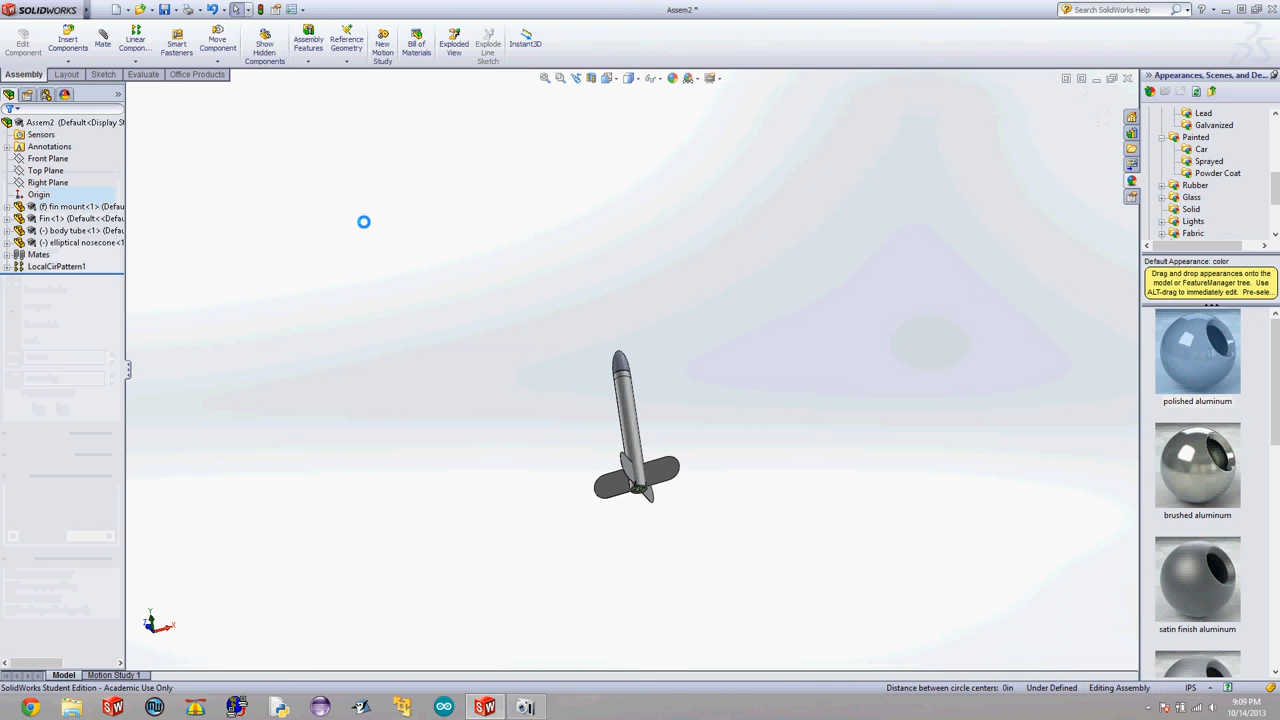 SOLIDWORKS
Assem2 *
Search SolidWorks Help
Edit Component
Insert Components
Mate
Linear Compon...
Smart Fasteners
Move Component
Show Hidden Components
Assembly Features
Reference Geometry
New Motion Study
Bill of Materials
Exploded View
Explode Line Sketch
Instant3D
Assembly
Layout
Sketch
Evaluate
Office Products
Assem2 (Default<Display St
Sensors
Annotations
Front Plane
Top Plane
Right Plane
Origin
(f) fin mount<1> (Defau
Fin<1> (Default<<Defau
(-) body tube<1> (Defau
(-) elliptical nosecone<1
Mates
LocalCirPattern1
Y
Z
X
Appearances, Scenes, and De...
Lead
Galvanized
Painted
Car
Sprayed
Powder Coat
Rubber
Glass
Solid
Lights
Fabric
Default Appearance: color
Drag and drop appearances onto the
model or FeatureManager tree. Use
ALT-drag to immediately edit. Pre-sele...
polished aluminum
brushed aluminum
satin finish aluminum
Model
Motion Study 1
SolidWorks Student Edition - Academic Use Only
Distance between circle centers: 0in
Under Defined
Editing Assembly
IPS
9:09 PM
10/14/2013